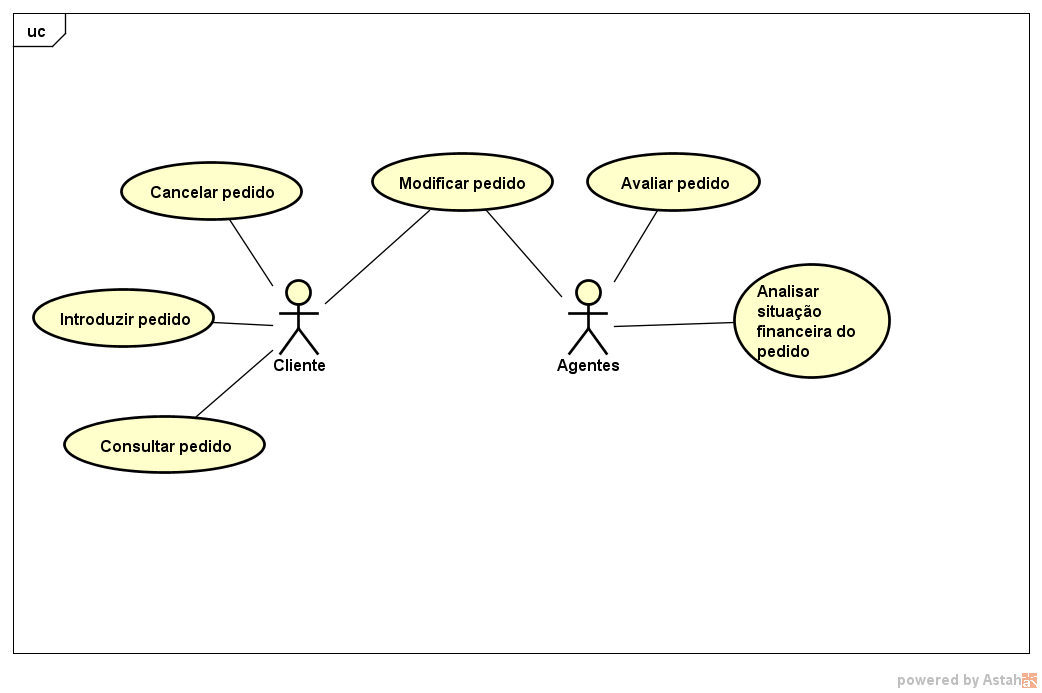 uc
Cancelar pedido
Modificar pedido
Avaliar pedido
Introduzir pedido
Analisar
situação
financeira do
pedido
Cliente
Agentes
Consultar pedido
powered by Astah